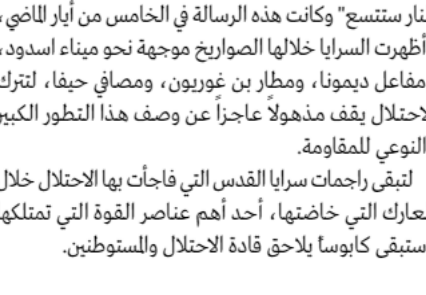 نار ستتسع" وكانت هذه الرسالة في الخامس من أيار الماضي،
أظهرت السرايا خلالها الصواريخ موجهة نحو ميناء اسدود،
مفاعل ديمونا، ومطار بن غوريون، ومصافي حيفا، لتترك
لاحتلال يقف مذهولاً عاجزاً عن وصف هذا التطور الكبير
النوعي للمقاومة.
لتبقى راجمات سرايا القدس التي فاجأت بها الاحتلال خلال
عارك التي خاضتها، أحد أهم عناصر القوة التي تمتلكها
ستبقى كابوساً يلاحق قادة الاحتلال والمستوطنين.